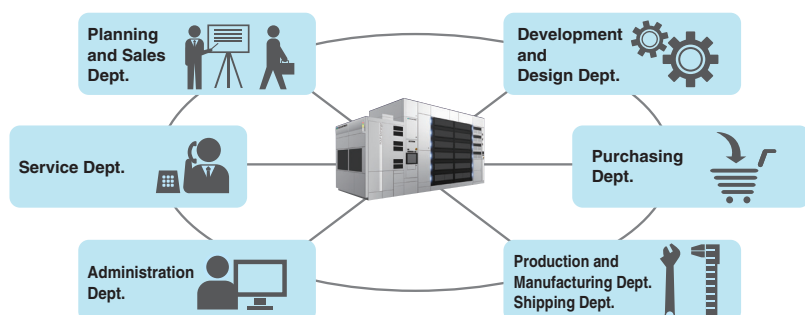 Planning
and Sales
Dept.
Development
and
Design Dept.
Service Dept.
Purchasing
Dept.
Administration
Dept.
Production and
Manufacturing Dept.
Shipping Dept.